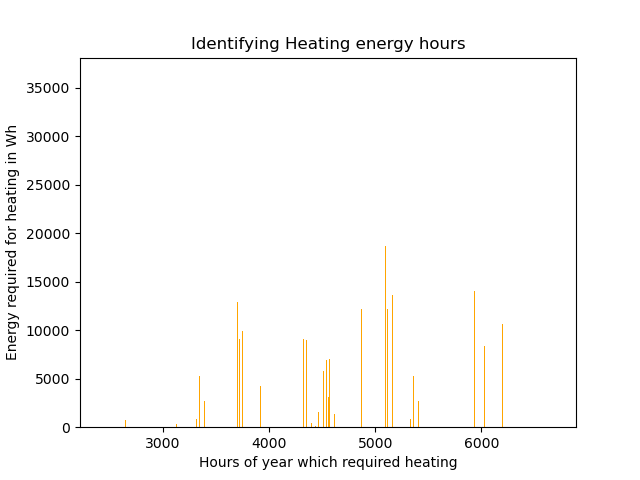 Identifying Heating energy hours
Energy required for heating in Wh
35000
30000
25000
20000
15000
10000
5000
0
3000 4000 5000 6000
Hours of year which required heating